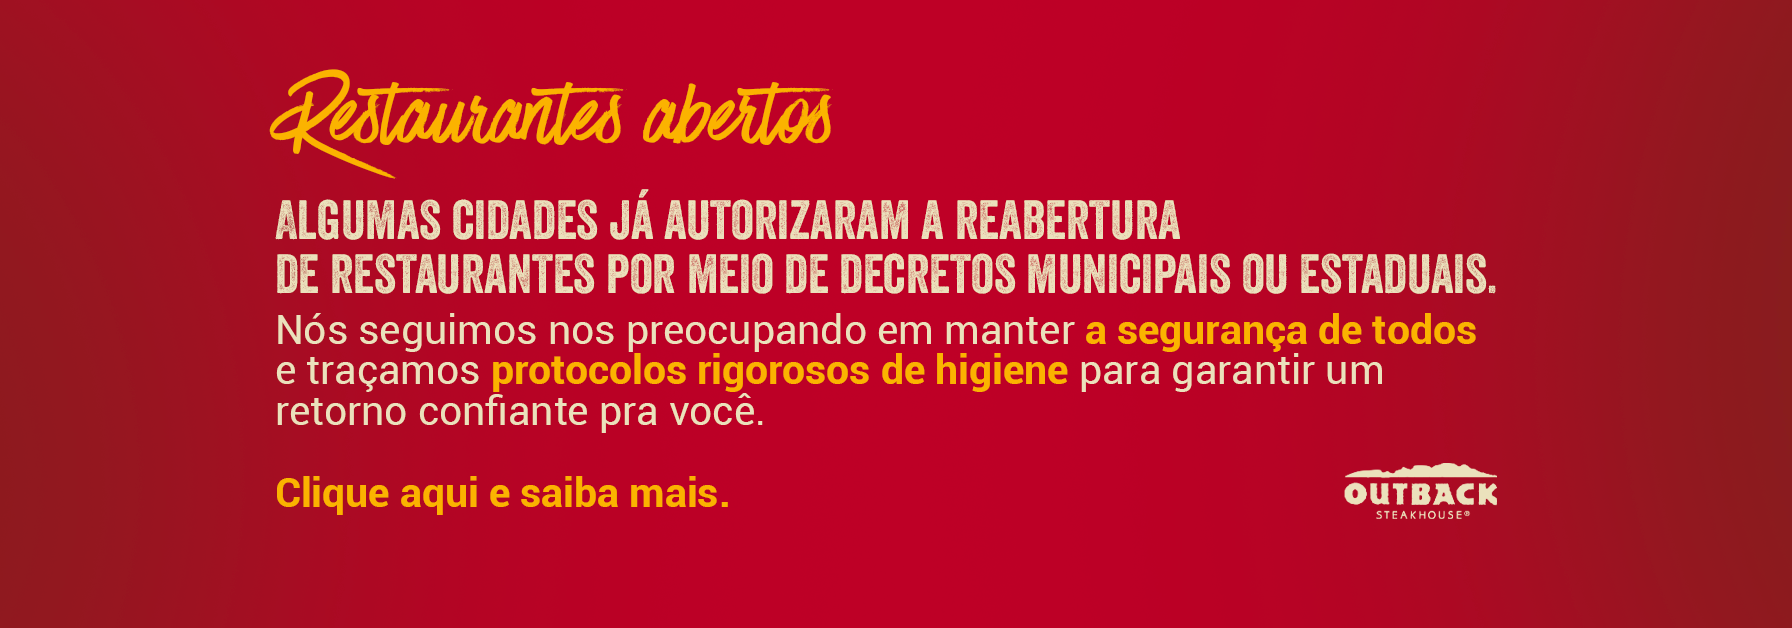 Restaurantes abertos
ALGUMAS CIDADES JÁ AUTORIZARAM A REABERTURA
DE RESTAURANTES POR MEIO DE DECRETOS MUNICIPAIS OU ESTADUAIS.
Nós seguimos nos preocupando em manter a segurança de todos
e traçamos protocolos rigorosos de higiene para garantir um
retorno confiante pra você.
Clique aqui e saiba mais.
OUTBACK
STEAKHOUSE®